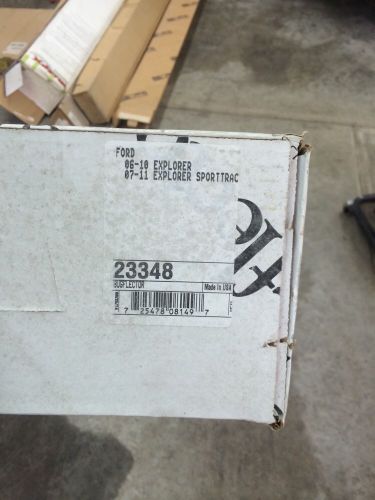 FORD
06-10 EXPLORER
07-11 EXPLORER SPORTTRAC
23348
BUGFLECTOR Made In USA
7 25478 08149 7